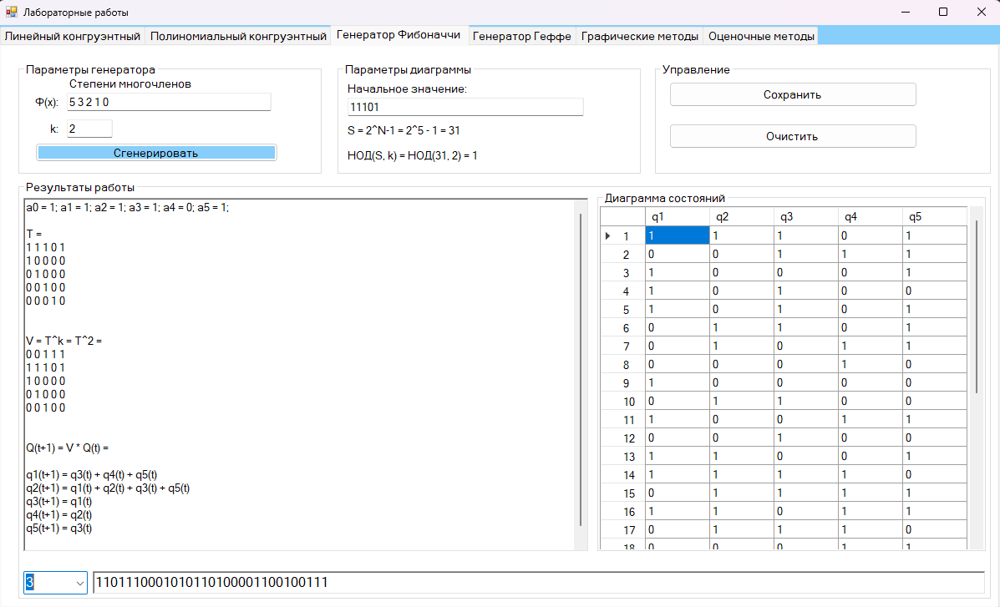 Лабораторные работы
Линейный конгруэнтный Полиномиальный конгруэнтный Генератор Фибоначчи Генератор Геффе Графические методы Оценочные методы
Параметры генератора
Степени многочленов
Ф(x): 5 3 2 1 0
k: 2
Сгенерировать
Параметры диаграммы
Начальное значение:
11101
S = 2^N-1 = 2^5 - 1 = 31
НОД(S, k) = НОД(31, 2) = 1
Управление
Сохранить
Очистить
Результаты работы
a0 = 1; a1 = 1; a2 = 1; a3 = 1; a4 = 0; a5 = 1;
T =
1 1 1 0 1
1 0 0 0 0
0 1 0 0 0
0 0 1 0 0
0 0 0 1 0
V = T^k = T^2 =
0 0 1 1 1
1 1 1 0 1
1 0 0 0 0
0 1 0 0 0
0 0 1 0 0
Q(t+1) = V * Q(t) =
q1(t+1) = q3(t) + q4(t) + q5(t)
q2(t+1) = q1(t) + q2(t) + q3(t) + q5(t)
q3(t+1) = q1(t)
q4(t+1) = q2(t)
q5(t+1) = q3(t)
Диаграмма состояний
q1 q2 q3 q4 q5
1 1 1 1 0 1
2 0 0 1 1 1
3 1 0 0 0 1
4 1 0 1 0 0
5 1 0 1 0 1
6 0 1 1 0 1
7 0 1 0 1 1
8 0 0 0 1 0
9 1 0 0 0 0
10 0 1 1 0 0
11 1 0 0 1 1
12 0 0 1 0 0
13 1 1 0 0 1
14 1 1 1 1 0
15 0 1 1 1 1
16 1 1 0 1 1
17 0 1 1 1 0
18 0 0 0 1 1
3 1101110001010110100001100100111